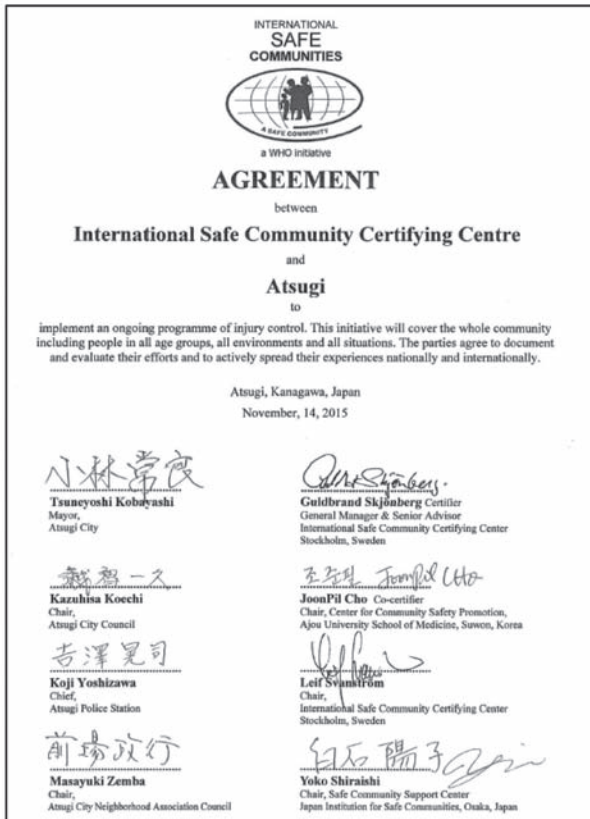 INTERNATIONAL
SAFE
COMMUNITIES
A SAFE COMMUNITY
a WHO initiative
AGREEMENT
between
International Safe Community Certifying Centre
and
Atsugi
to
implement an ongoing programme of injury control. This initiative will cover the whole community
including people in all age groups, all environments and all situations. The parties agree to document
and evaluate their efforts and to actively spread their experiences nationally and internationally.
Atsugi, Kanagawa, Japan
November, 14, 2015
小林常良
Tsuneyoshi Kobayashi
Mayor,
Atsugi City
越智一久
Kazuhisa Koechi
Chair,
Atsugi City Council
吉澤晃司
Koji Yoshizawa
Chief,
Atsugi Police Station
前場政行
Masayuki Zemba
Chair,
Atsugi City Neighborhood Association Council
Guldbrand Skjönberg.
Guldbrand Skjönberg Certifier
General Manager & Senior Advisor
International Safe Community Certifying Center
Stockholm, Sweden
조준필 JoonPil Cho
JoonPil Cho Co-certifier
Chair, Center for Community Safety Promotion,
Ajou University School of Medicine, Suwon, Korea
Leif Svanström
Chair,
International Safe Community Certifying Center
Stockholm, Sweden
白石陽子
Yoko Shiraishi
Chair, Safe Community Support Center
Japan Institution for Safe Communities, Osaka, Japan